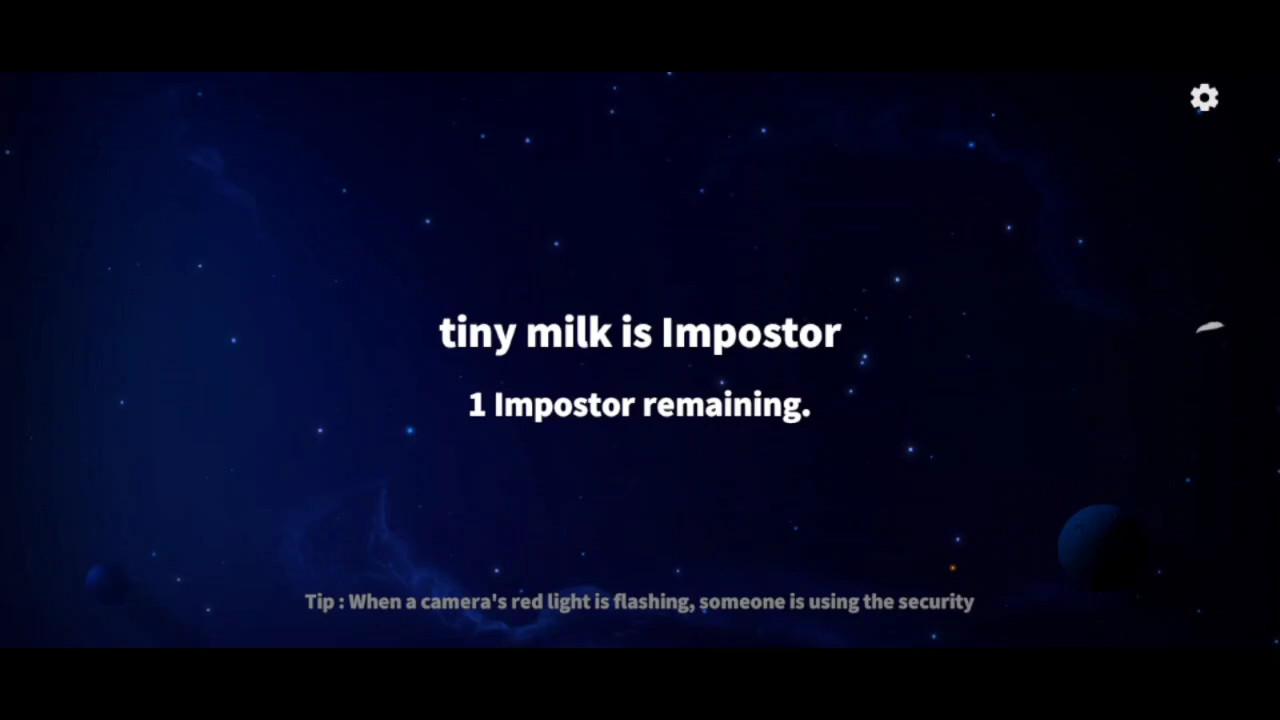 tiny milk is Impostor
1 Impostor remaining.
Tip : When a camera's red light is flashing, someone is using the security